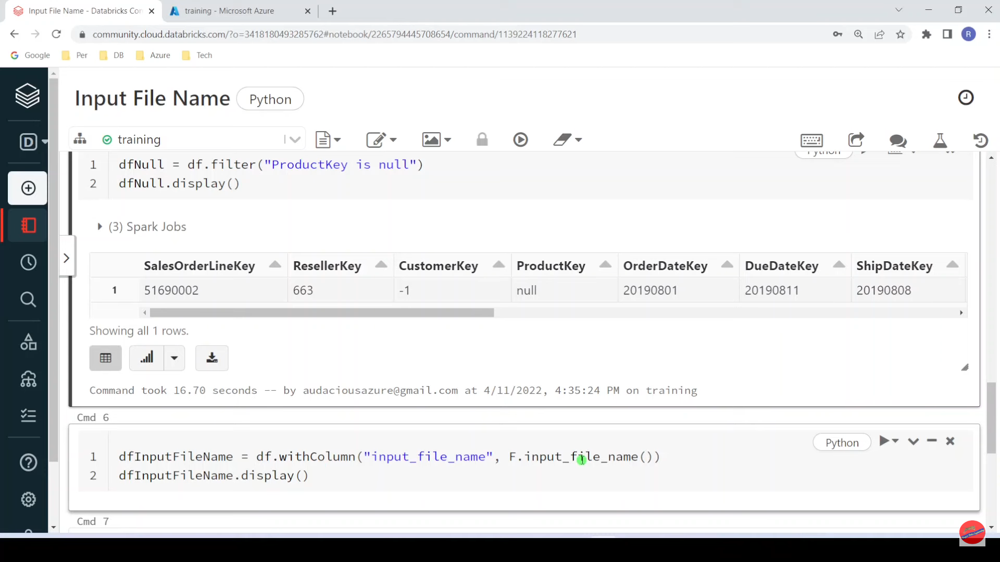 Input File Name - Databricks Con
training - Microsoft Azure
community.cloud.databricks.com/?o=3418180493285762#notebook/2265794445708654/command/1139224118277621
R
Google Per DB Azure Tech
Input File Name Python
D
training
Python
1 dfNull = df.filter("ProductKey is null")
2 dfNull.display()
(3) Spark Jobs
SalesOrderLineKey ResellerKey CustomerKey ProductKey OrderDateKey DueDateKey ShipDateKey
1 51690002 663 -1 null 20190801 20190811 20190808
Showing all 1 rows.
Command took 16.70 seconds -- by audaciousazure@gmail.com at 4/11/2022, 4:35:24 PM on training
Cmd 6
Python
1 dfInputFileName = df.withColumn("input_file_name", F.input_file_name())
2 dfInputFileName.display()
Cmd 7